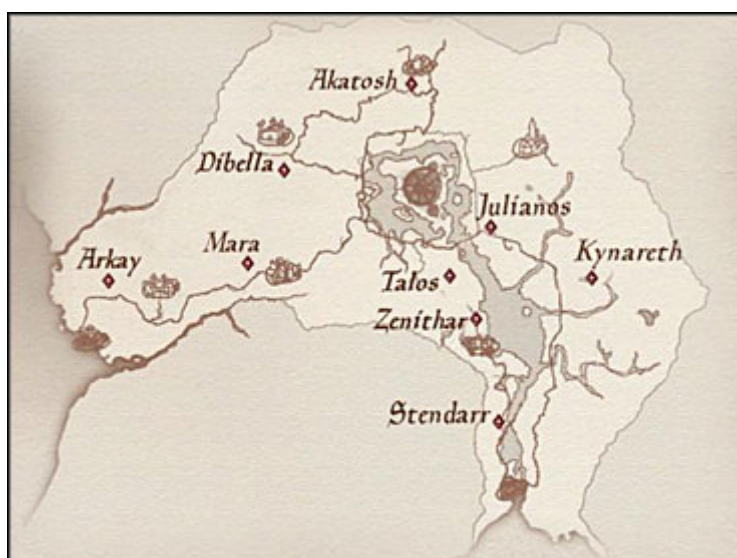 Akatosh
Dibella
Julianos
Mara
Kynareth
Arkay
Talos
Zenithar
Stendarr